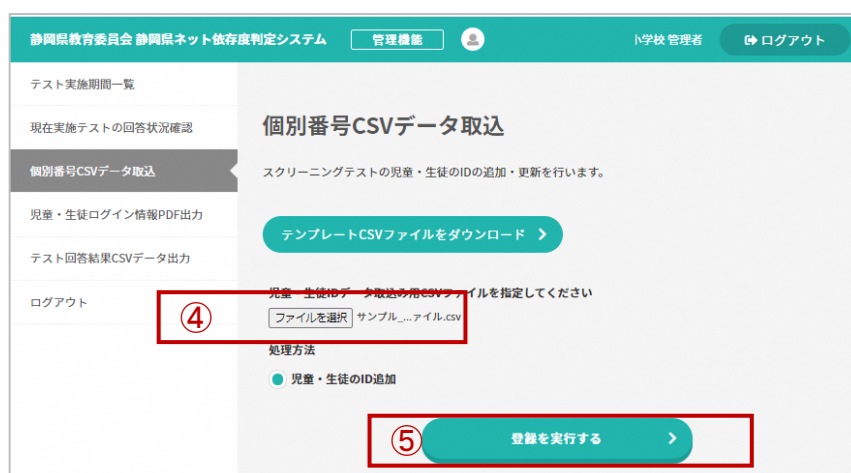 静岡県教育委員会 静岡県ネット依存度判定システム 管理機能 小学校 管理者 ログアウト
テスト実施期間一覧
現在実施テストの回答状況確認
個別番号CSVデータ取込
児童・生徒ログイン情報PDF出力
テスト回答結果CSVデータ出力
ログアウト
個別番号CSVデータ取込
スクリーニングテストの児童・生徒のIDの追加・更新を行います。
テンプレートCSVファイルをダウンロード
児童・生徒IDデータ取込み用CSVファイルを指定してください
④ ファイルを選択 サンプル_...ァイル.csv
処理方法
児童・生徒のID追加
⑤ 登録を実行する